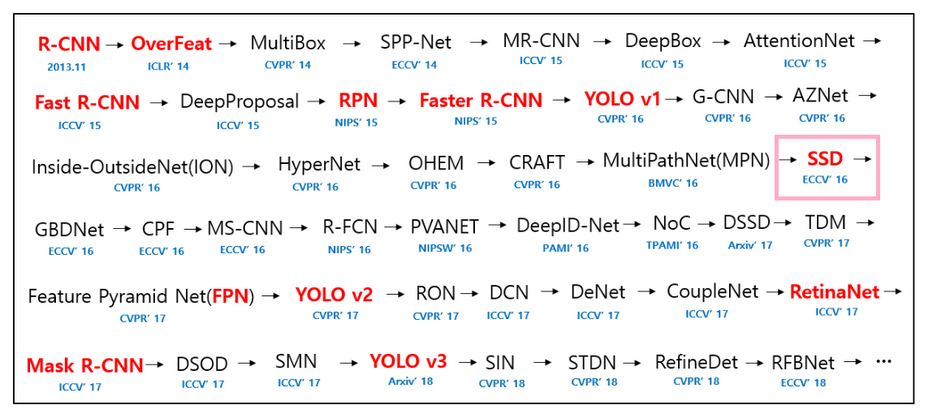 R-CNN → OverFeat → MultiBox → SPP-Net → MR-CNN → DeepBox → AttentionNet →
2013.11 ICLR' 14 CVPR' 14 ECCV' 14 ICCV' 15 ICCV' 15 ICCV' 15
Fast R-CNN → DeepProposal → RPN → Faster R-CNN → YOLO v1 → G-CNN → AZNet →
ICCV' 15 ICCV' 15 NIPS' 15 NIPS' 15 CVPR' 16 CVPR' 16 CVPR' 16
Inside-OutsideNet(ION) → HyperNet → OHEM → CRAFT → MultiPathNet(MPN) → SSD →
CVPR' 16 CVPR' 16 CVPR' 16 CVPR' 16 BMVC' 16 ECCV' 16
GBDNet → CPF → MS-CNN → R-FCN → PVANET → DeepID-Net → NoC → DSSD → TDM →
ECCV' 16 ECCV' 16 ECCV' 16 NIPS' 16 NIPSW' 16 PAMI' 16 TPAMI' 16 Arxiv' 17 CVPR' 17
Feature Pyramid Net(FPN) → YOLO v2 → RON → DCN → DeNet → CoupleNet → RetinaNet →
CVPR' 17 CVPR' 17 CVPR' 17 ICCV' 17 ICCV' 17 ICCV' 17 ICCV' 17
Mask R-CNN → DSOD → SMN → YOLO v3 → SIN → STDN → RefineDet → RFBNet → ···
ICCV' 17 ICCV' 17 ICCV' 17 Arxiv' 18 CVPR' 18 CVPR' 18 CVPR' 18 ECCV' 18